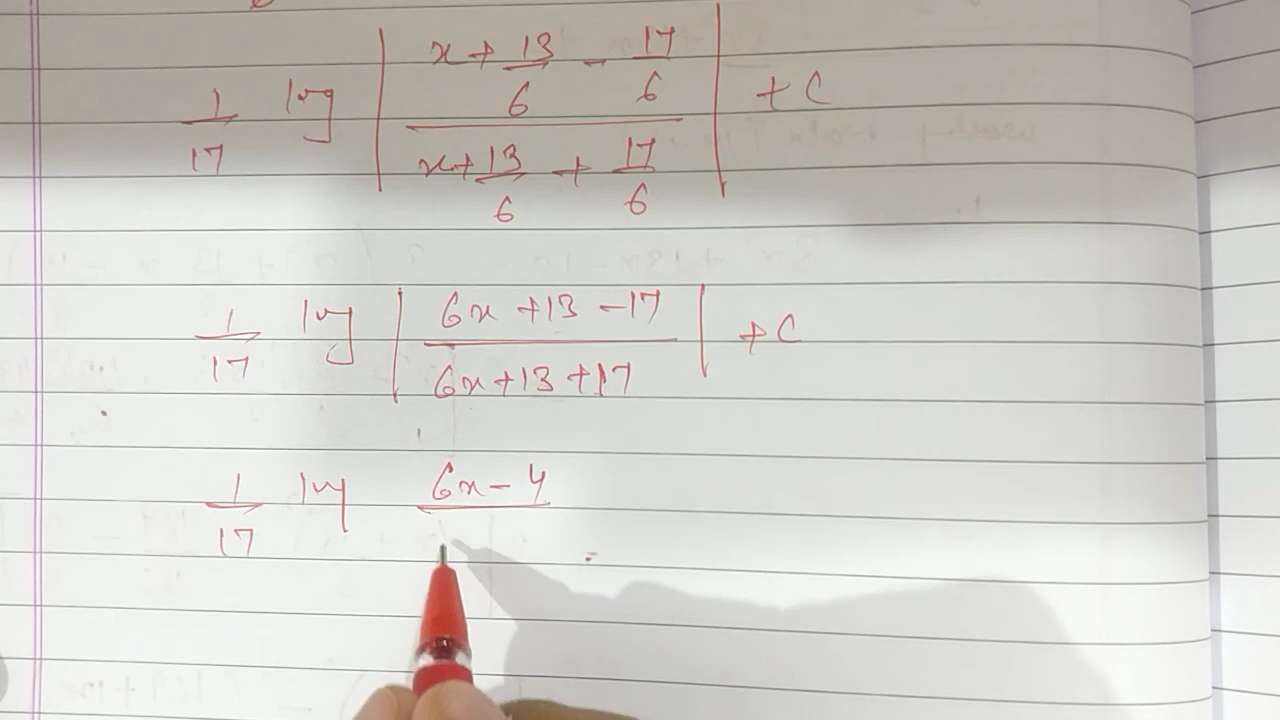 1/17 log | (x + 13/6 - 17/6) / (x + 13/6 + 17/6) | + C
1/17 log | (6x + 13 - 17) / (6x + 13 + 17) | + C
1/17 log 6x - 4